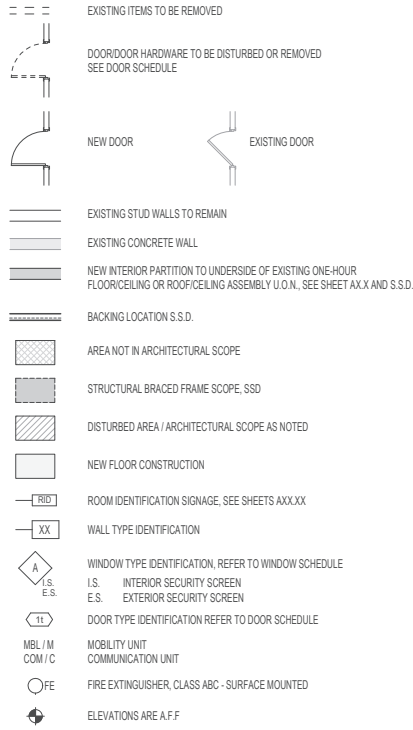 EXISTING ITEMS TO BE REMOVED
DOOR/DOOR HARDWARE TO BE DISTURBED OR REMOVED
SEE DOOR SCHEDULE
NEW DOOR
EXISTING DOOR
EXISTING STUD WALLS TO REMAIN
EXISTING CONCRETE WALL
NEW INTERIOR PARTITION TO UNDERSIDE OF EXISTING ONE-HOUR
FLOOR/CEILING OR ROOF/CEILING ASSEMBLY U.O.N., SEE SHEET AX.X AND S.S.D.
BACKING LOCATION S.S.D.
AREA NOT IN ARCHITECTURAL SCOPE
STRUCTURAL BRACED FRAME SCOPE, SSD
DISTURBED AREA / ARCHITECTURAL SCOPE AS NOTED
NEW FLOOR CONSTRUCTION
RID ROOM IDENTIFICATION SIGNAGE, SEE SHEETS AXX.XX
XX WALL TYPE IDENTIFICATION
A WINDOW TYPE IDENTIFICATION, REFER TO WINDOW SCHEDULE
I.S. I.S. INTERIOR SECURITY SCREEN
E.S. E.S. EXTERIOR SECURITY SCREEN
1t DOOR TYPE IDENTIFICATION REFER TO DOOR SCHEDULE
MBL / M MOBILITY UNIT
COM / C COMMUNICATION UNIT
FE FIRE EXTINGUISHER, CLASS ABC - SURFACE MOUNTED
ELEVATIONS ARE A.F.F